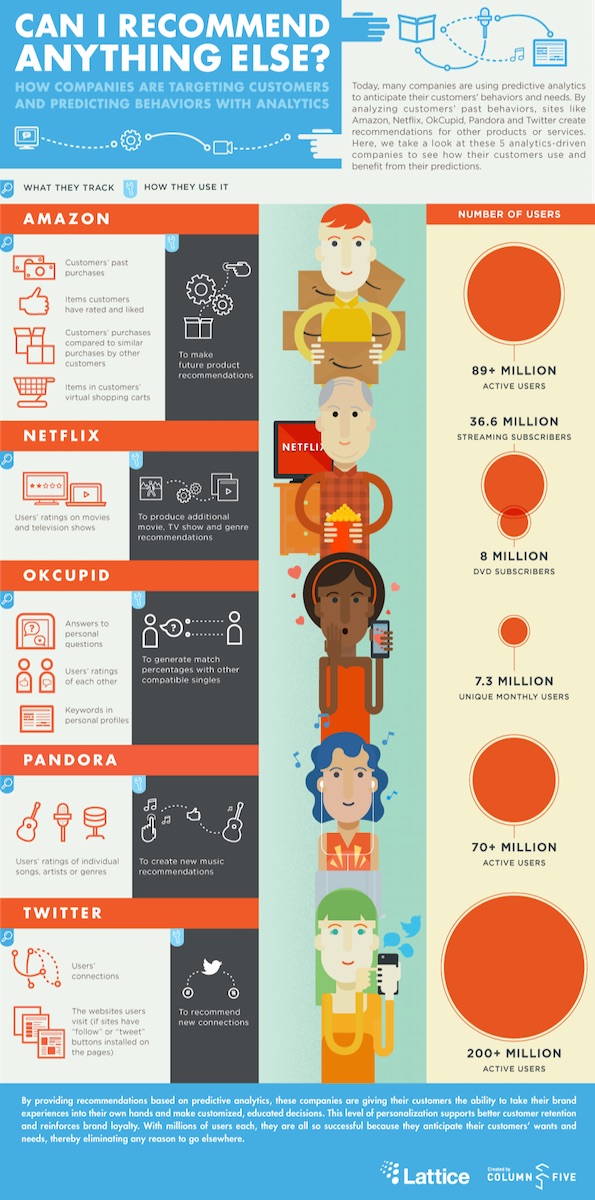 CAN I RECOMMEND
ANYTHING ELSE?
HOW COMPANIES ARE TARGETING CUSTOMERS
AND PREDICTING BEHAVIORS WITH ANALYTICS
Today, many companies are using predictive analytics
to anticipate their customers' behaviors and needs. By
analyzing customers' past behaviors, sites like
Amazon, Netflix, OkCupid, Pandora and Twitter create
recommendations for other products or services.
Here, we take a look at these 5 analytics-driven
companies to see how their customers use and
benefit from their predictions.
WHAT THEY TRACK
HOW THEY USE IT
NUMBER OF USERS
AMAZON
Customers' past
purchases
Items customers
have rated and liked
Customers' purchases
compared to similar
purchases by other
customers
Items in customers'
virtual shopping carts
To make
future product
recommendations
89+ MILLION
ACTIVE USERS
NETFLIX
Users' ratings on movies
and television shows
To produce additional
movie, TV show and genre
recommendations
NETFLIX
36.6 MILLION
STREAMING SUBSCRIBERS
8 MILLION
DVD SUBSCRIBERS
OKCUPID
Answers to
personal
questions
Users' ratings
of each other
Keywords in
personal profiles
To generate match
percentages with other
compatible singles
7.3 MILLION
UNIQUE MONTHLY USERS
PANDORA
Users' ratings of individual
songs, artists or genres
To create new music
recommendations
70+ MILLION
ACTIVE USERS
TWITTER
Users'
connections
The websites users
visit (if sites have
"follow" or "tweet"
buttons installed on
the pages)
To recommend
new connections
200+ MILLION
ACTIVE USERS
By providing recommendations based on predictive analytics, these companies are giving their customers the ability to take their brand
experiences into their own hands and make customized, educated decisions. This level of personalization supports better customer retention
and reinforces brand loyalty. With millions of users each, they are all so successful because they anticipate their customers' wants and
needs, thereby eliminating any reason to go elsewhere.
Lattice
Created by
COLUMN FIVE